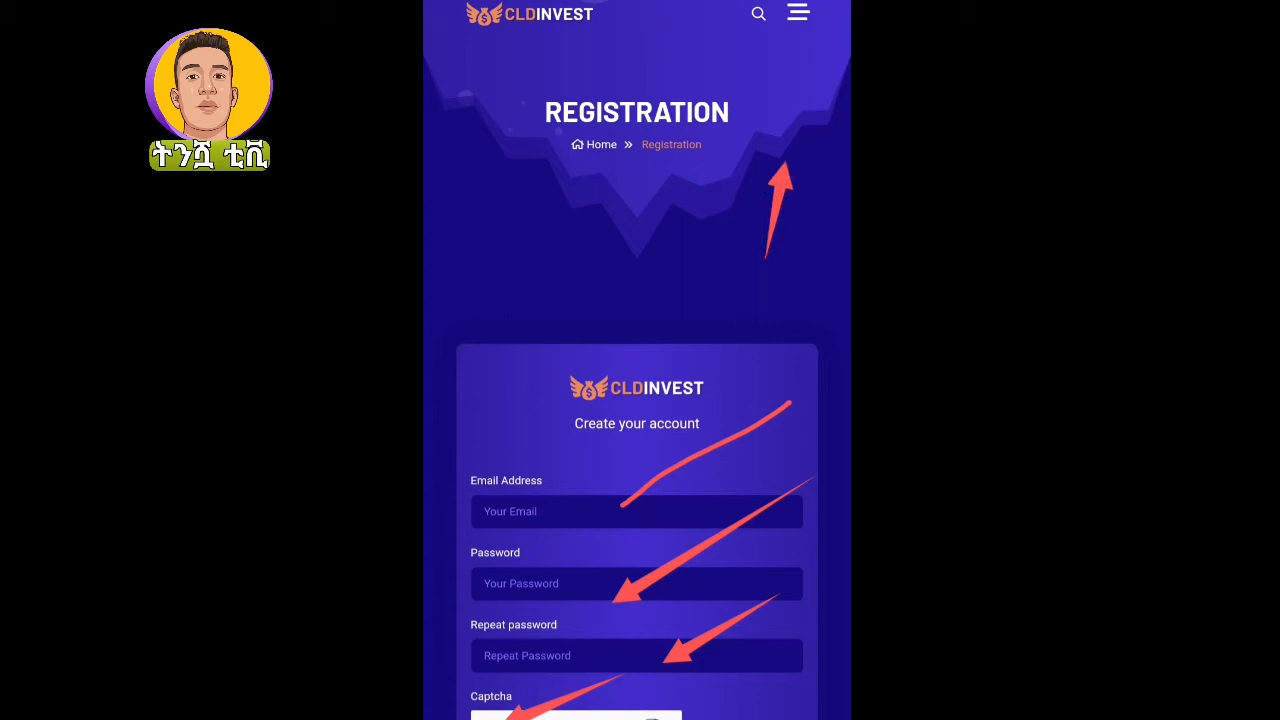 CLDINVEST
ትንሿ ቲቪ
REGISTRATION
Home » Registration
CLDINVEST
Create your account
Email Address
Your Email
Password
Your Password
Repeat password
Repeat Password
Captcha